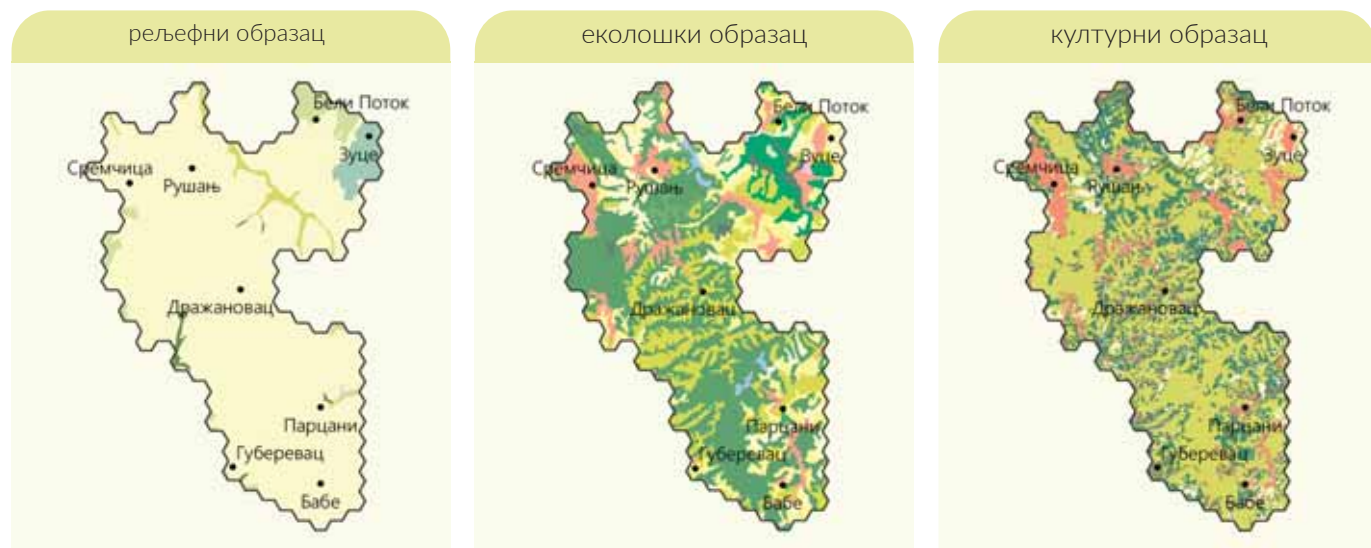 рељефни образац
Бели Поток
Зуце
Сремчица
Рушањ
Дражановац
Парцани
Губеревац
Бабе
еколошки образац
Бели Поток
Зуце
Сремчица
Рушањ
Дражановац
Парцани
Губеревац
Бабе
културни образац
Бели Поток
Зуце
Сремчица
Рушањ
Дражановац
Парцани
Губеревац
Бабе